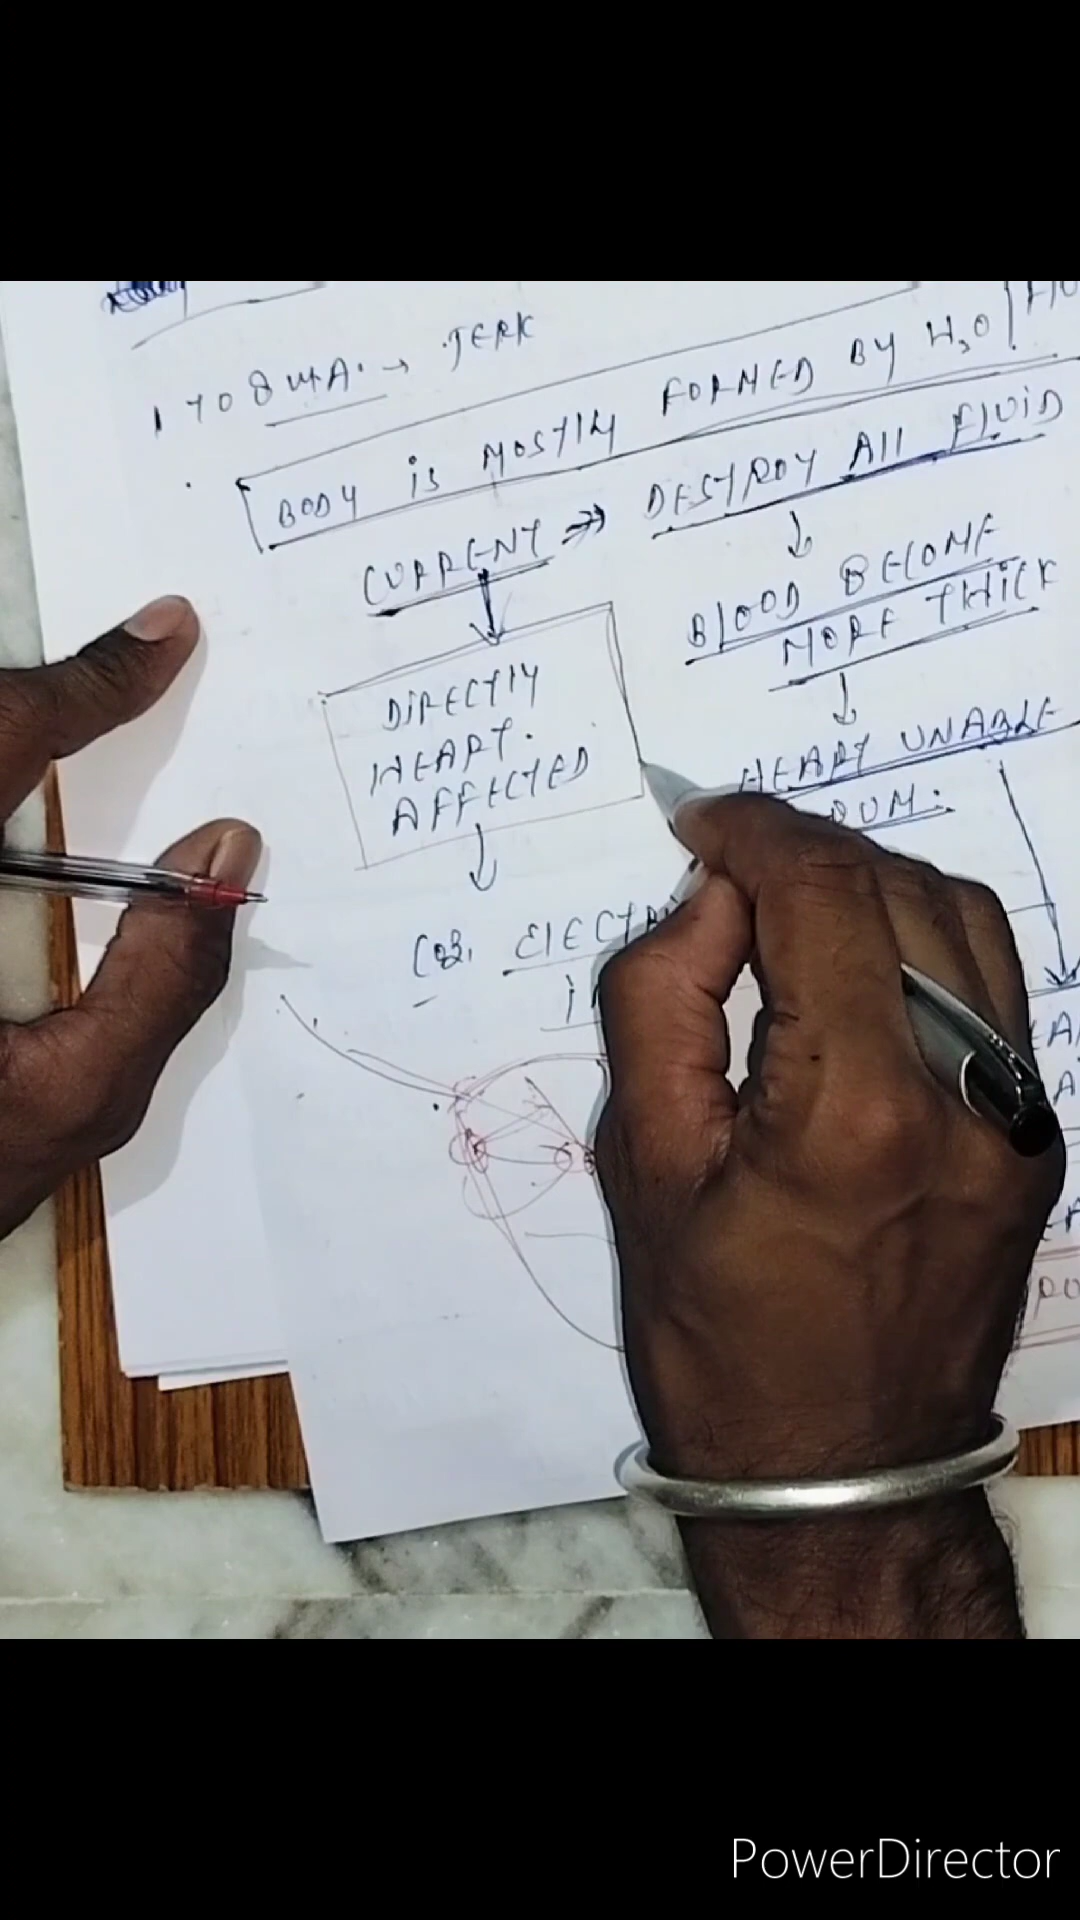 1 TO 8 mA. → JERK
BODY is MOSTLY FORMED BY H2O
CURRENT ⇒ DESTROY All FLUiD
↓
BLOOD BECOME
MORE THICK
↓
DiRECTLY
HEART.
AFFECTED
↓
HEART UNABLE
ELECTRi
PowerDirector